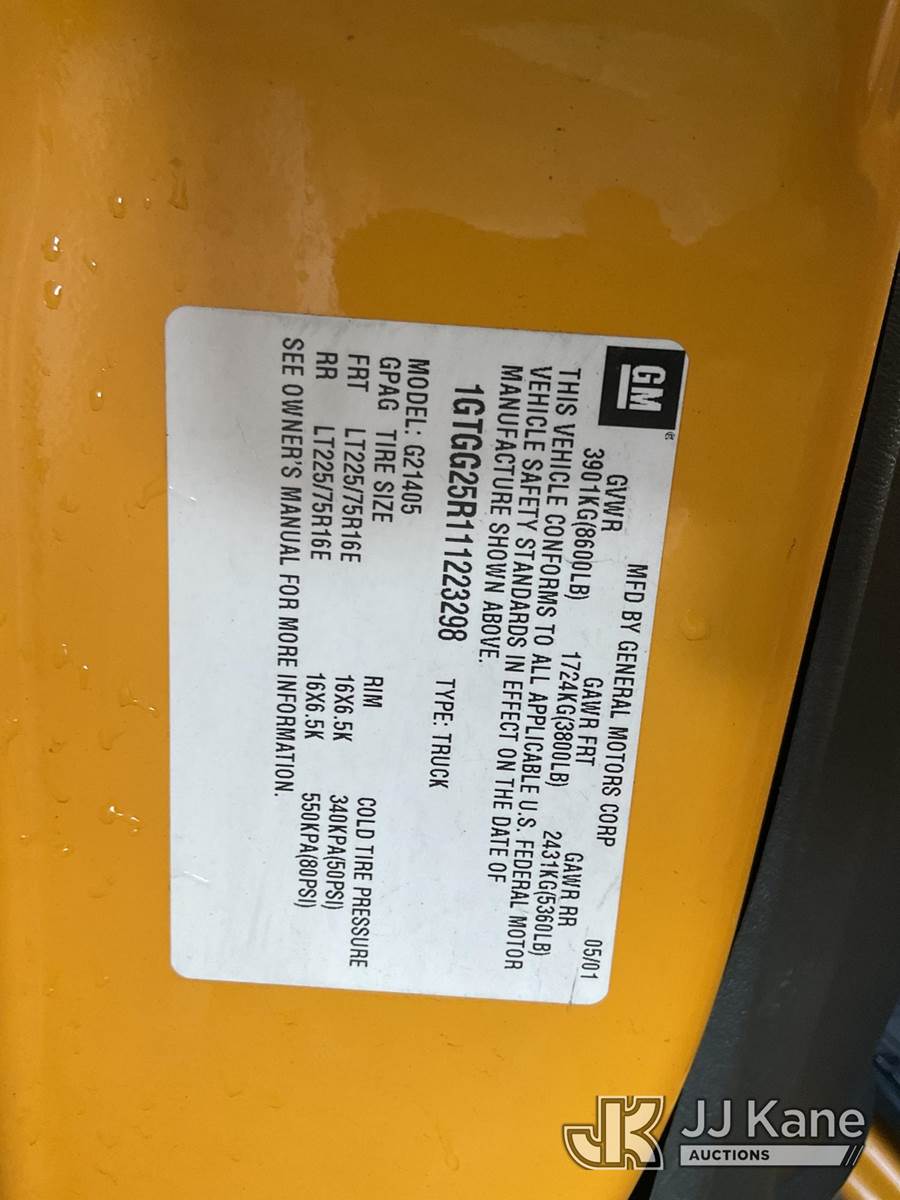 GM
MFD BY GENERAL MOTORS CORP 05/01
GVWR GAWR FRT GAWR RR
3901KG(8600LB) 1724KG(3800LB) 2431KG(5360LB)
THIS VEHICLE CONFORMS TO ALL APPLICABLE U.S. FEDERAL MOTOR
VEHICLE SAFETY STANDARDS IN EFFECT ON THE DATE OF
MANUFACTURE SHOWN ABOVE.
1GTGG25R111223298 TYPE: TRUCK
MODEL: G21405
GPAG TIRE SIZE RIM COLD TIRE PRESSURE
FRT LT225/75R16E 16X6.5K 340KPA(50PSI)
RR LT225/75R16E 16X6.5K 550KPA(80PSI)
SEE OWNER'S MANUAL FOR MORE INFORMATION.
JK JJ Kane
AUCTIONS